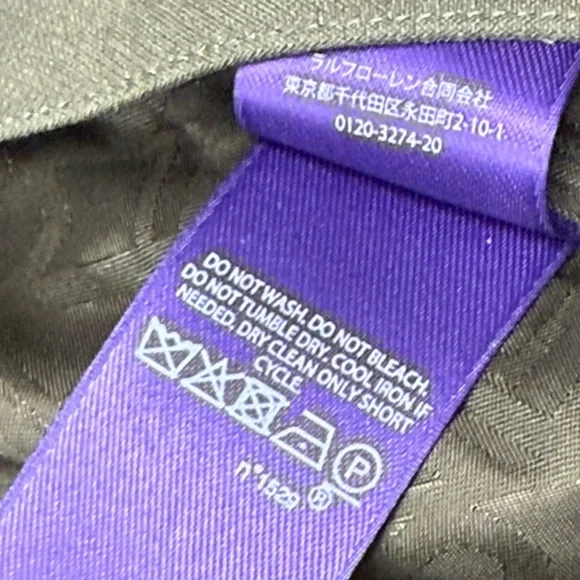 ラルフローレン合同会社
東京都千代田区永田町2-10-1
0120-3274-20
DO NOT WASH, DO NOT BLEACH,
DO NOT TUMBLE DRY, COOL IRON IF
NEEDED, DRY CLEAN ONLY SHORT
CYCLE
P
n°1529 ®